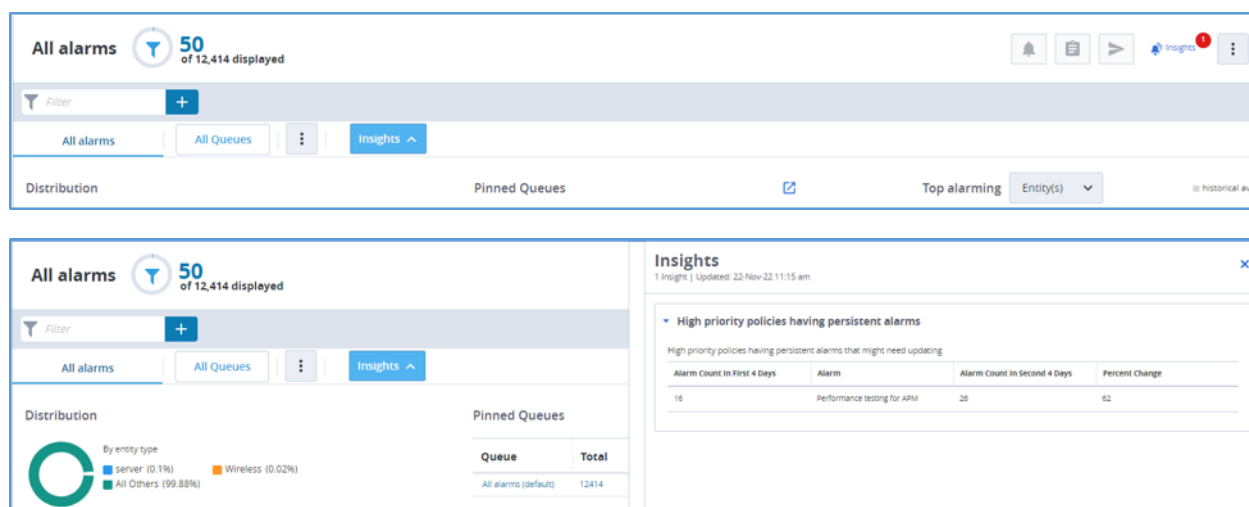 All alarms
50
of 12,414 displayed
Insights
1
Filter
+
All alarms
All Queues
Insights
Distribution
Pinned Queues
Top alarming
Entity(s)
historical av
All alarms
50
of 12,414 displayed
Filter
+
All alarms
All Queues
Insights
Distribution
Pinned Queues
By entity type
server (0.1%) Wireless (0.02%)
All Others (99.88%)
Queue Total
All alarms (default) 12414
Insights
1 Insight | Updated: 22-Nov-22 11:15 am
High priority policies having persistent alarms
High priority policies having persistent alarms that might need updating
Alarm Count in First 4 Days Alarm Alarm Count in Second 4 Days Percent Change
16 Performance testing for APM 26 62